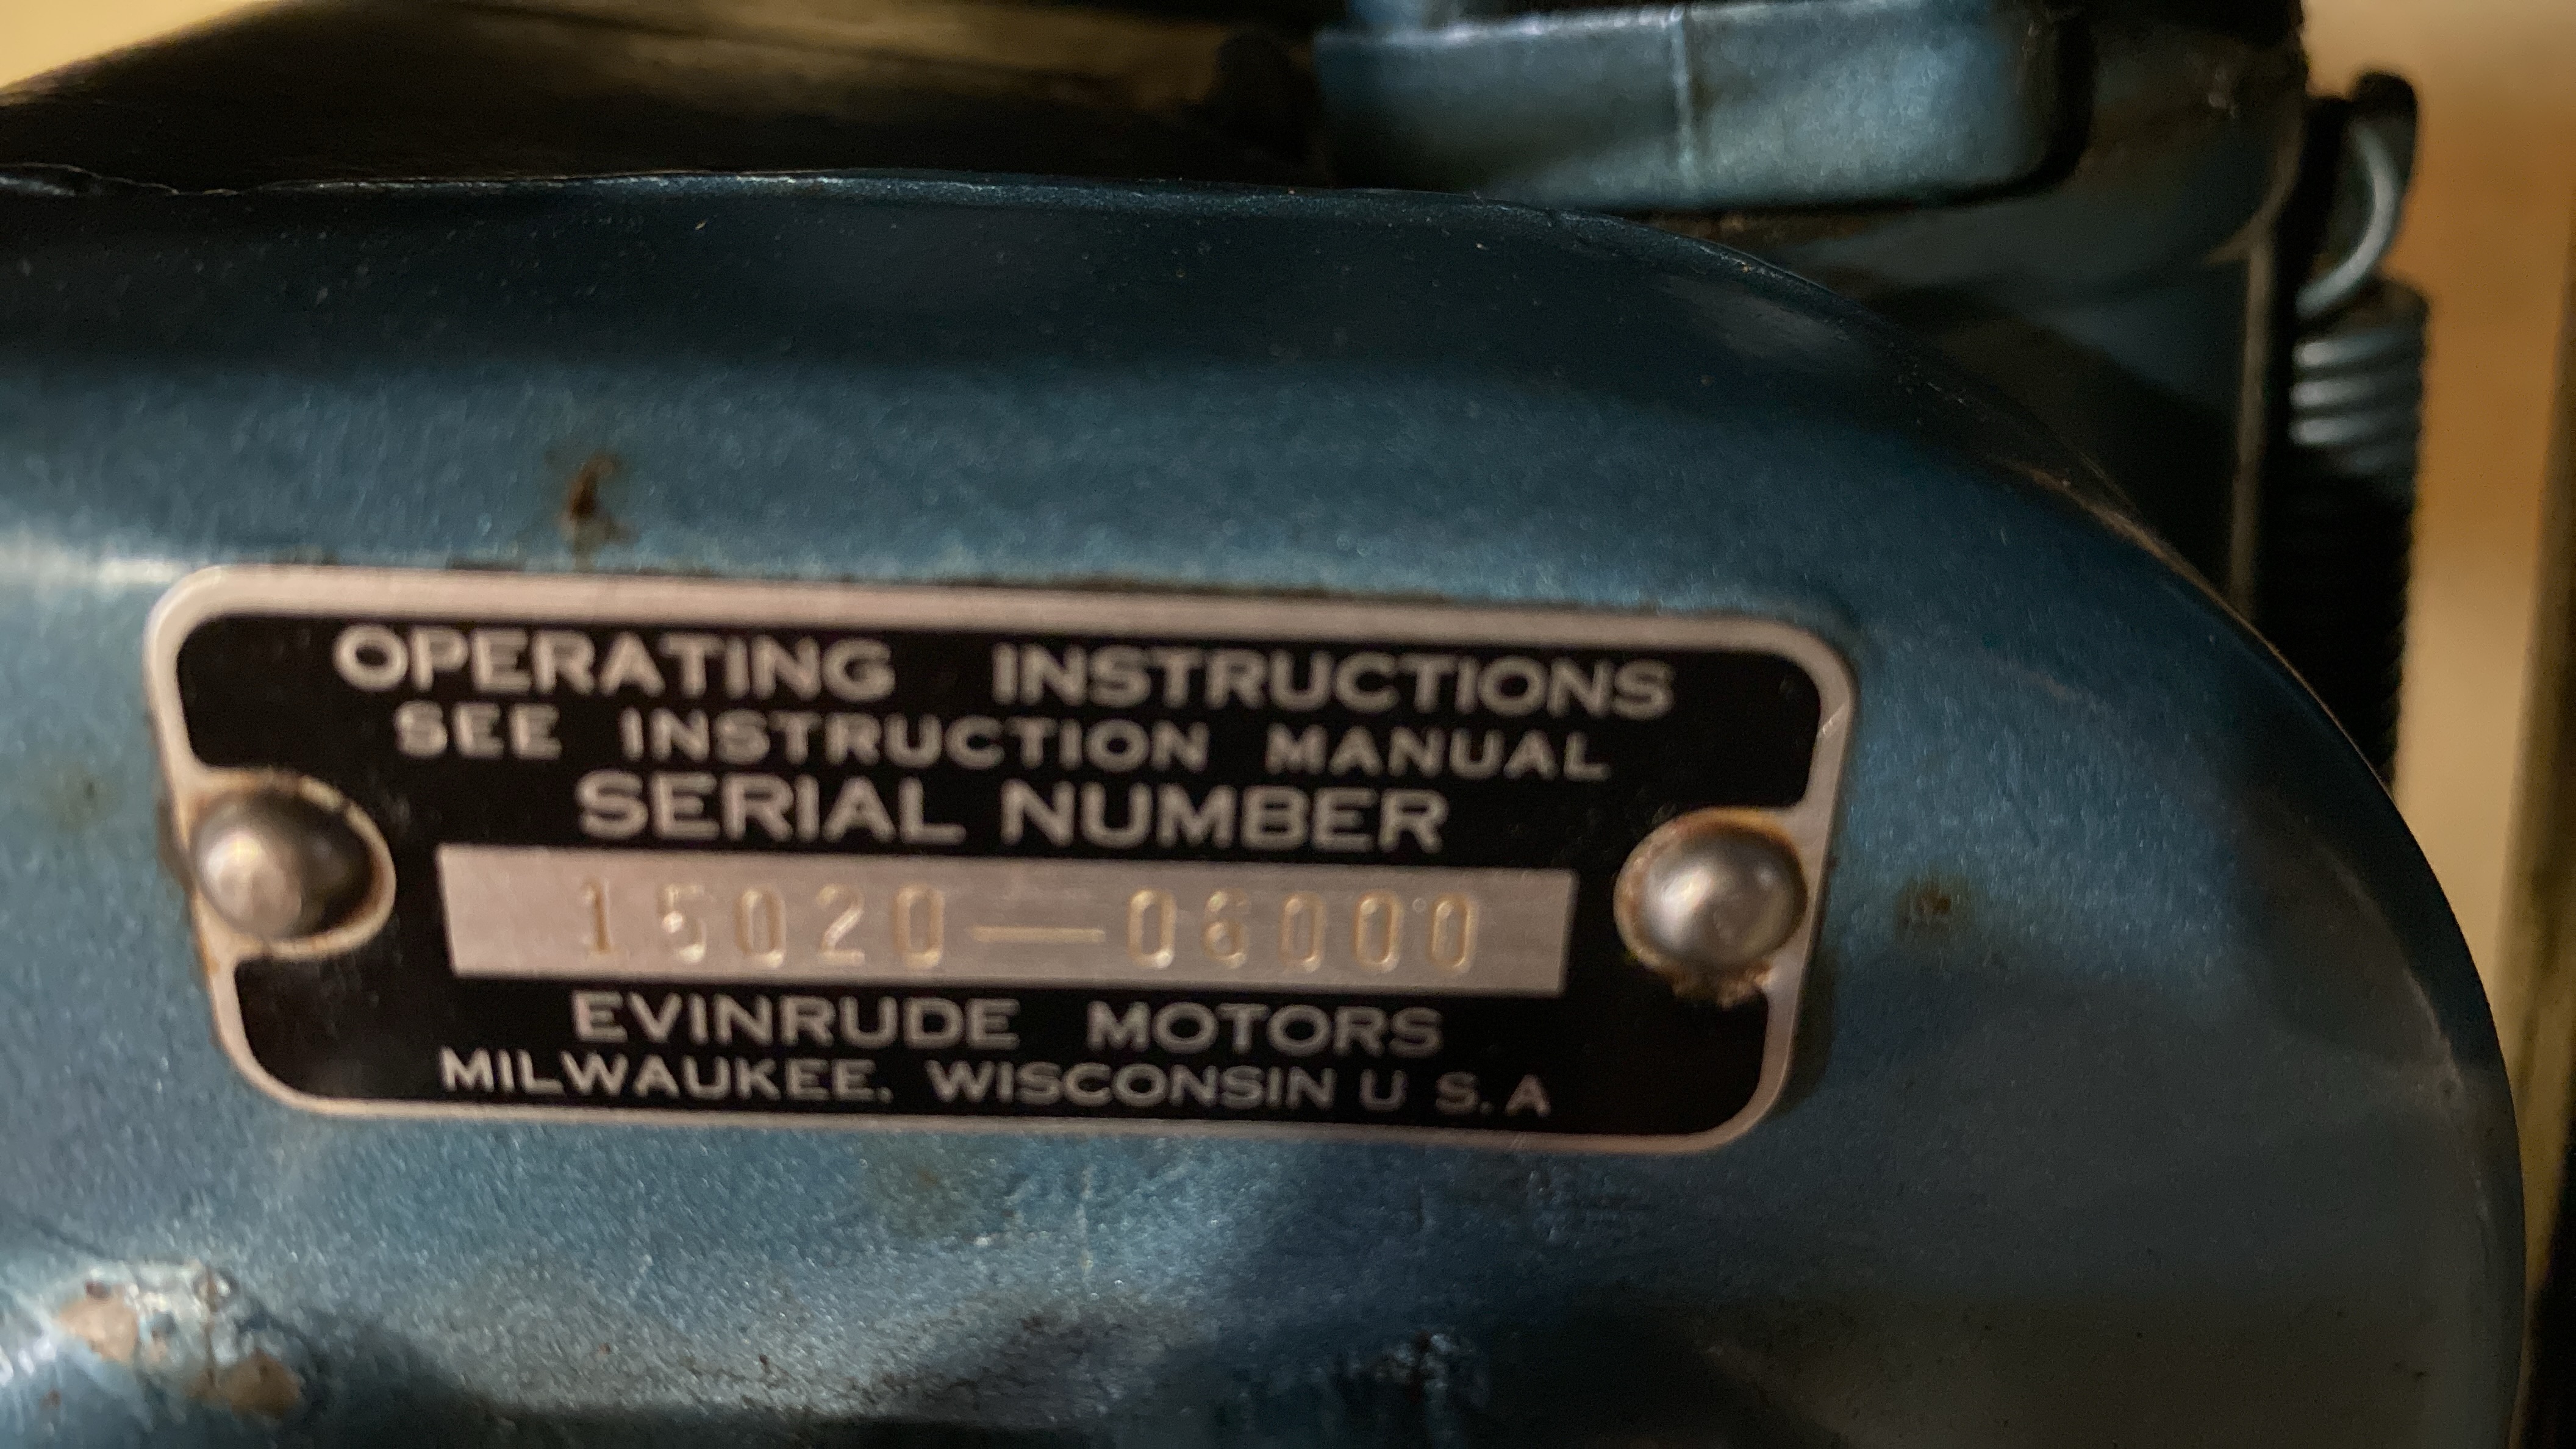 OPERATING INSTRUCTIONS
SEE INSTRUCTION MANUAL
SERIAL NUMBER
15020—06000
EVINRUDE MOTORS
MILWAUKEE. WISCONSIN U S. A